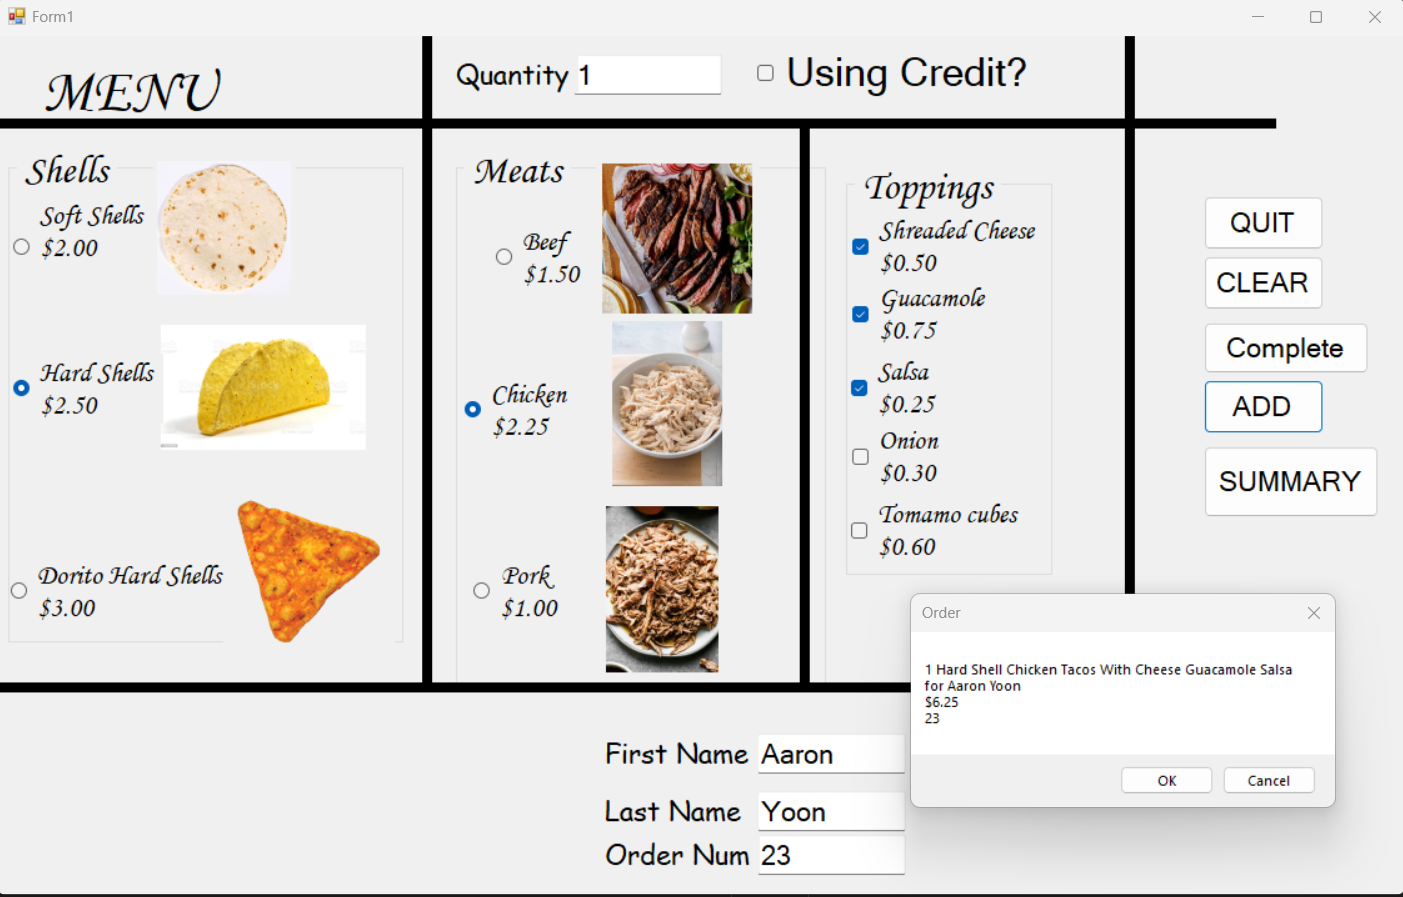 Form1
MENU
Quantity 1
Using Credit?
Shells
Soft Shells
$2.00
Hard Shells
$2.50
Dorito Hard Shells
$3.00
Meats
Beef
$1.50
Chicken
$2.25
Pork
$1.00
Toppings
Shreaded Cheese
$0.50
Guacamole
$0.75
Salsa
$0.25
Onion
$0.30
Tomamo cubes
$0.60
QUIT
CLEAR
Complete
ADD
SUMMARY
First Name Aaron
Last Name Yoon
Order Num 23
Order
1 Hard Shell Chicken Tacos With Cheese Guacamole Salsa
for Aaron Yoon
$6.25
23
OK
Cancel